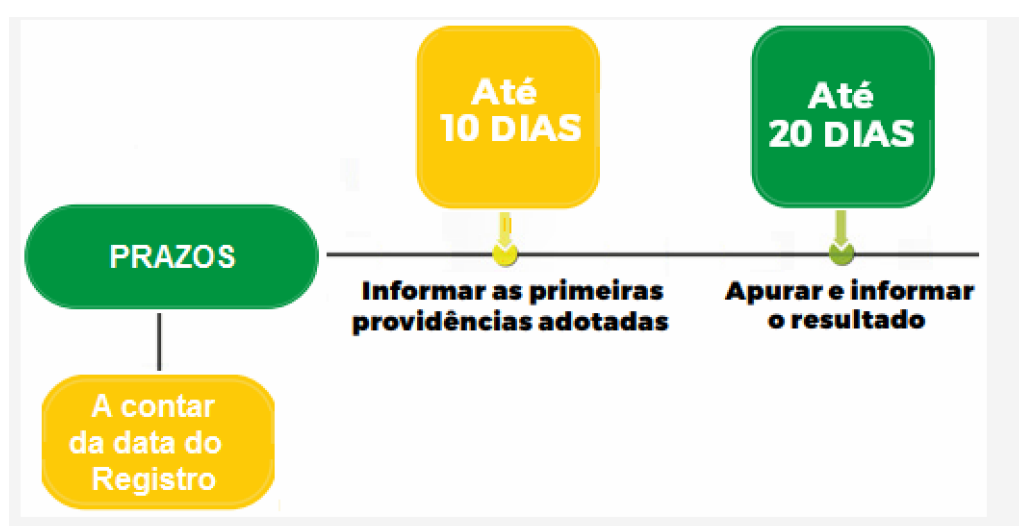 Até
10 DIAS
Até
20 DIAS
PRAZOS
Informar as primeiras
providências adotadas
Apurar e informar
o resultado
A contar
da data do
Registro